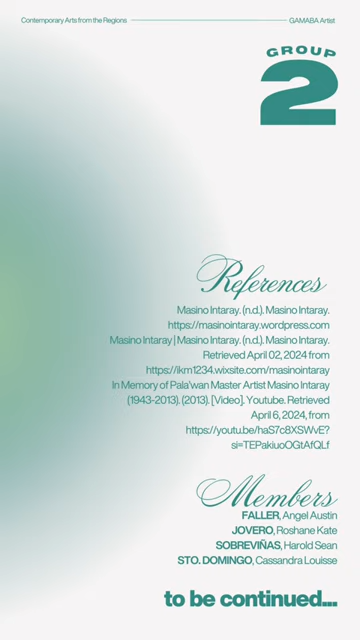 Contemporary Arts from the Regions
GAMABA Artist
GROUP
2
References
Masino Intaray. (n.d.). Masino Intaray.
https://masinointaray.wordpress.com
Masino Intaray | Masino Intaray. (n.d.). Masino Intaray.
Retrieved April 02, 2024 from
https://ikm1234.wixsite.com/masinointaray
In Memory of Pala'wan Master Artist Masino Intaray
(1943-2013). (2013). [Video]. Youtube. Retrieved
April 6, 2024, from
https://youtu.be/haS7c8XSWvE?
si=TEPakiuoOGtAfQLf
Members
FALLER, Angel Austin
JOVERO, Roshane Kate
SOBREVIÑAS, Harold Sean
STO. DOMINGO, Cassandra Louisse
to be continued...